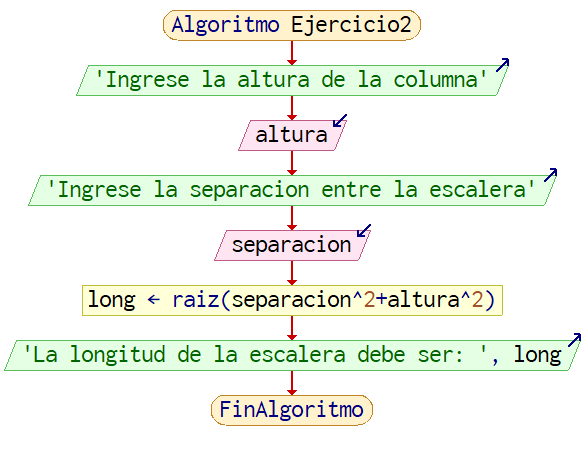 Algoritmo Ejercicio2
'Ingrese la altura de la columna'
altura
'Ingrese la separacion entre la escalera'
separacion
long ← raiz(separacion^2+altura^2)
'La longitud de la escalera debe ser: ', long
FinAlgoritmo